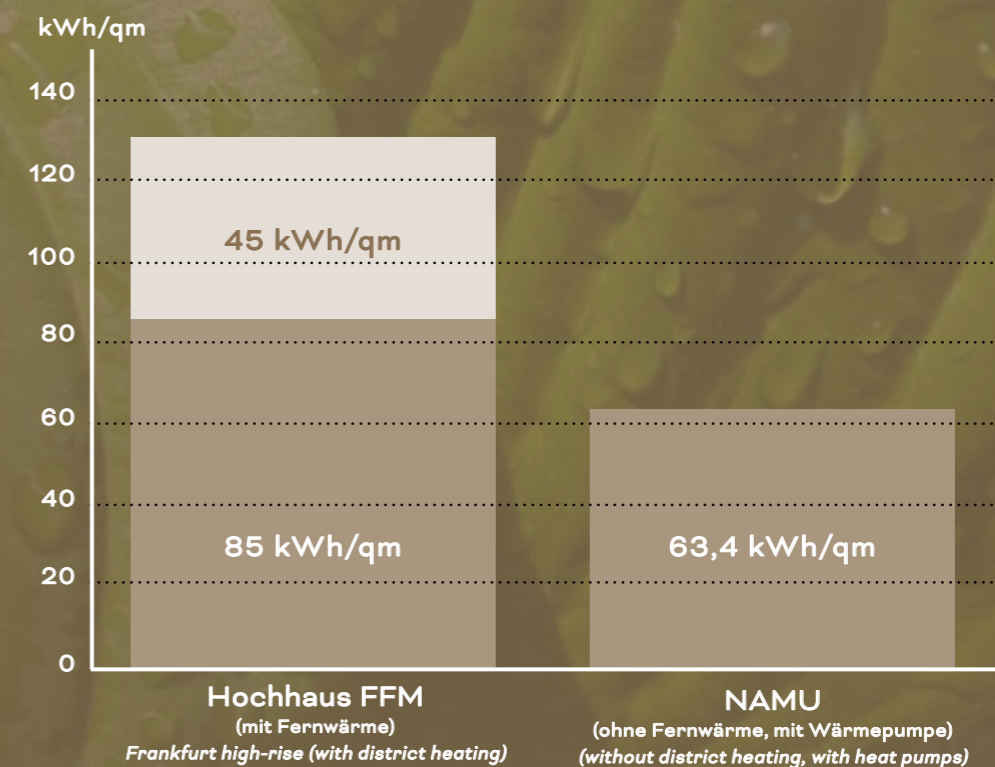 kWh/qm
140
120
45 kWh/qm
100
80
60
40
85 kWh/qm
63,4 kWh/qm
20
0
Hochhaus FFM
(mit Fernwärme)
Frankfurt high-rise (with district heating)
NAMU
(ohne Fernwärme, mit Wärmepumpe)
(without district heating, with heat pumps)